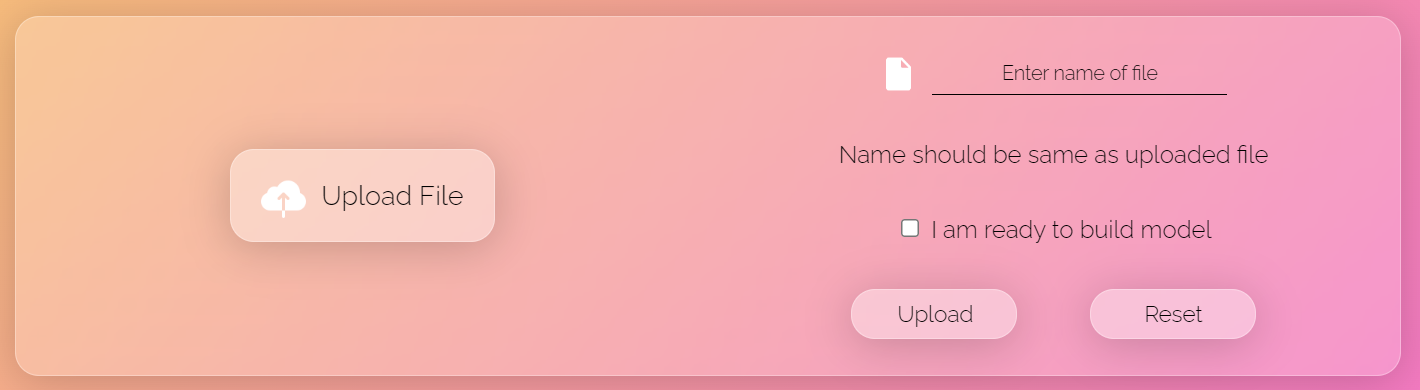 Upload File
Enter name of file
Name should be same as uploaded file
I am ready to build model
Upload
Reset